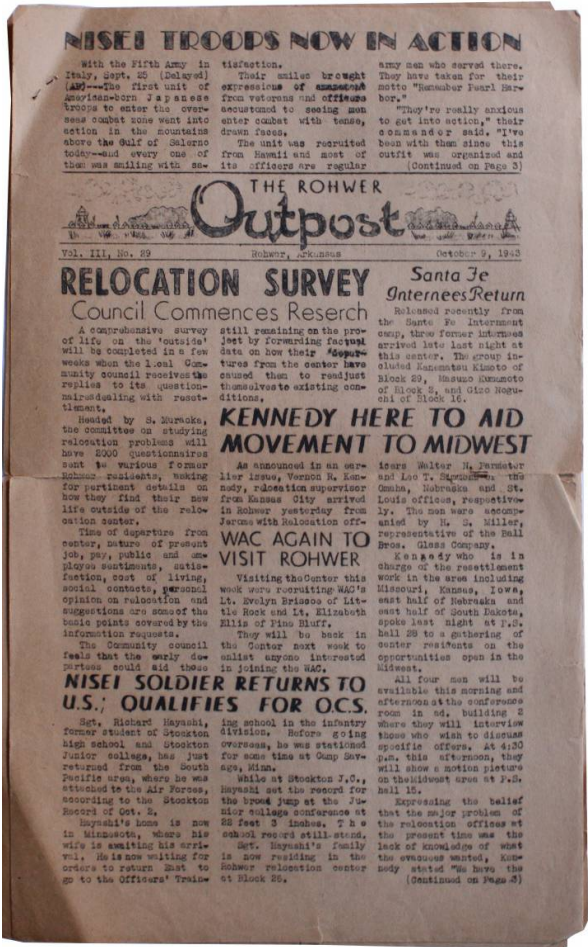 NISEI TROOPS NOW IN ACTION
With the Fifth Army in
Italy, Sept. 25 (Delayed)
(AP)---The first unit of
American-born Japanese
troops to enter the over-
seas combat zone went into
action in the mountains
above the Gulf of Salerno
today--and every one of
them was smiling with sa-
tisfaction.
Their smiles brought
expressions of amazement
from veterans and officers
accustomed to seeing men
enter combat with tense,
drawn faces.
The unit was recruited
from Hawaii and most of
its officers are regular
army men who served there.
They have taken for their
motto "Remember Pearl Har-
bor."
"They're really anxious
to get into action," their
commander said. "I've
been with them since this
outfit was organized and
(Continued on Page 3)
THE ROHWER
Outpost
Vol. III, No. 29 Rohwer, Arkansas October 9, 1943
RELOCATION SURVEY
Council Commences Reserch
A comprehensive survey
of life on the 'outside'
will be completed in a few
weeks when the local Com-
munity council receives the
replies to its question-
naires dealing with reset-
tlement.
Headed by S. Muraoka,
the committee on studying
relocation problems will
have 2000 questionnaires
sent to various former
Rohwer residents, asking
for pertinent details on
how they find their new
life outside of the relo-
cation center.
Time of departure from
center, nature of present
job, pay, public and em-
ployee sentiments, satis-
faction, cost of living,
social contacts, personal
opinion on relocation and
suggestions are some of the
basic points covered by the
information requests.
The Community council
feels that the early de-
partees could aid those
still remaining on the pro-
ject by forwarding factual
data on how their depar-
tures from the center have
caused them to readjust
themselves to existing con-
ditions.
Santa Fe
Internees Return
Released recently from
the Santa Fe Internment
camp, three former internees
arrived late last night at
this center. The group in-
cluded Kanematsu Kimoto of
Block 29, Masuzo Kumamoto
of Block 2, and Gizo Nogu-
chi of Block 16.
KENNEDY HERE TO AID
MOVEMENT TO MIDWEST
As announced in an ear-
lier issue, Vernon R. Ken-
nedy, relocation supervisor
from Kansas City arrived
in Rohwer yesterday from
Jerome with Relocation off-
icers Walter H. Parmeter
and Leo T. of the
Omaha, Nebraska and St.
Louis offices, respective-
ly. The men were accomp-
anied by H. S. Miller,
representative of the Ball
Bros. Glass Company.
Kennedy who is in
charge of the resettlement
work in the area including
Missouri, Kansas, Iowa,
east half of Nebraska and
east half of South Dakota,
spoke last night at F.S.
hall 28 to a gathering of
center residents on the
opportunities open in the
Midwest.
All four men will be
available this morning and
afternoon at the conference
room in ad. building 2
where they will interview
those who wish to discuss
specific offers. At 4:30
p.m. this afternoon, they
will show a motion picture
on the Midwest area at F.S.
hall 15.
Expressing the belief
that the major problem of
the relocation offices at
the present time was the
lack of knowledge of what
the evacuees wanted, Ken-
nedy stated "We have the
(Continued on Page 3)
WAC AGAIN TO
VISIT ROHWER
Visiting the Center this
week were recruiting WAC's
Lt. Evelyn Briscoe of Lit-
tle Rock and Lt. Elizabeth
Ellis of Pine Bluff.
They will be back in
the Center next week to
enlist anyone interested
in joining the WAC.
NISEI SOLDIER RETURNS TO
U.S.; QUALIFIES FOR O.C.S.
Sgt. Richard Hayashi,
former student of Stockton
high school and Stockton
Junior college, has just
returned from the South
Pacific area, where he was
attached to the Air Forces,
according to the Stockton
Record of Oct. 2.
Hayashi's home is now
in Minnesota, where his
wife is awaiting his arri-
val. He is now waiting for
orders to return East to
go to the Officers' Train-
ing school in the infantry
division. Before going
overseas, he was stationed
for some time at Camp Sav-
age, Minn.
While at Stockton J.C.,
Hayashi set the record for
the broad jump at the Ju-
nior college conference at
22 feet 3 inches. The
school record still stand.
Sgt. Hayashi's family
is now residing in the
Rohwer relocation center
at Block 26.